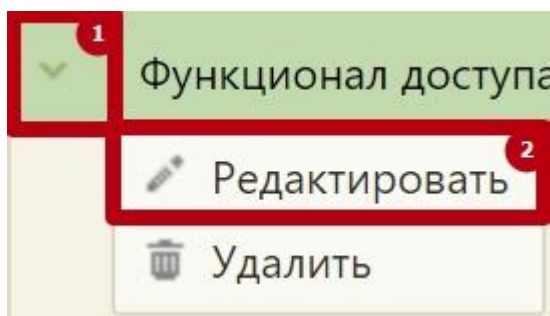 1
Функционал доступа
2
Редактировать
Удалить